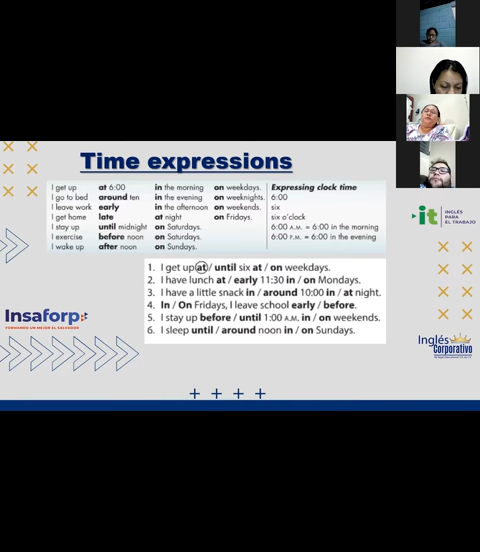 Time expressions
I get up at 6:00 in the morning on weekdays. Expressing clock time
I go to bed around ten in the evening on weeknights. 6:00
I leave work early in the afternoon on weekends. six
I get home late at night on Fridays. six o'clock
I stay up until midnight on Saturdays. 6:00 A.M. = 6:00 in the morning
I exercise before noon on Saturdays. 6:00 P.M. = 6:00 in the evening
I wake up after noon on Sundays.
1. I get up at / until six at / on weekdays.
2. I have lunch at / early 11:30 in / on Mondays.
3. I have a little snack in / around 10:00 in / at night.
4. In / On Fridays, I leave school early / before.
5. I stay up before / until 1:00 A.M. in / on weekends.
6. I sleep until / around noon in / on Sundays.
it INGLÉS PARA EL TRABAJO
Insaforp
FORMANDO UN MEJOR EL SALVADOR
Inglés
Corporativo